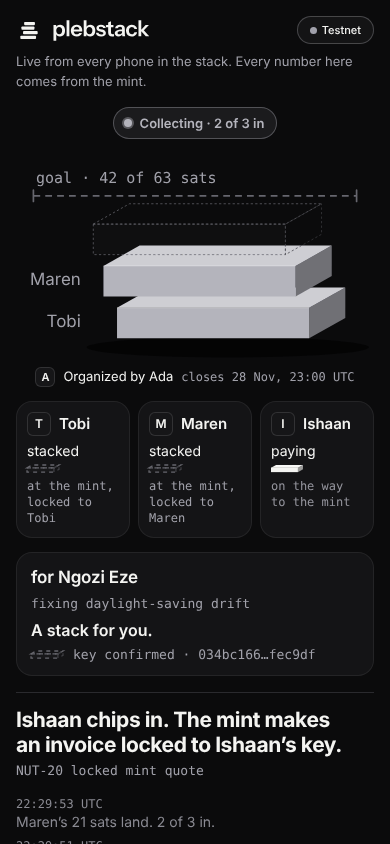 plebstack
Testnet
Live from every phone in the stack. Every number here
comes from the mint.
Collecting · 2 of 3 in
goal · 42 of 63 sats
Maren
Tobi
A Organized by Ada closes 28 Nov, 23:00 UTC
T Tobi
stacked
at the mint,
locked to
Tobi
M Maren
stacked
at the mint,
locked to
Maren
I Ishaan
paying
on the way
to the mint
for Ngozi Eze
fixing daylight-saving drift
A stack for you.
key confirmed · 034bc166…fec9df
Ishaan chips in. The mint makes
an invoice locked to Ishaan’s key.
NUT-20 locked mint quote
22:29:53 UTC
Maren’s 21 sats land. 2 of 3 in.